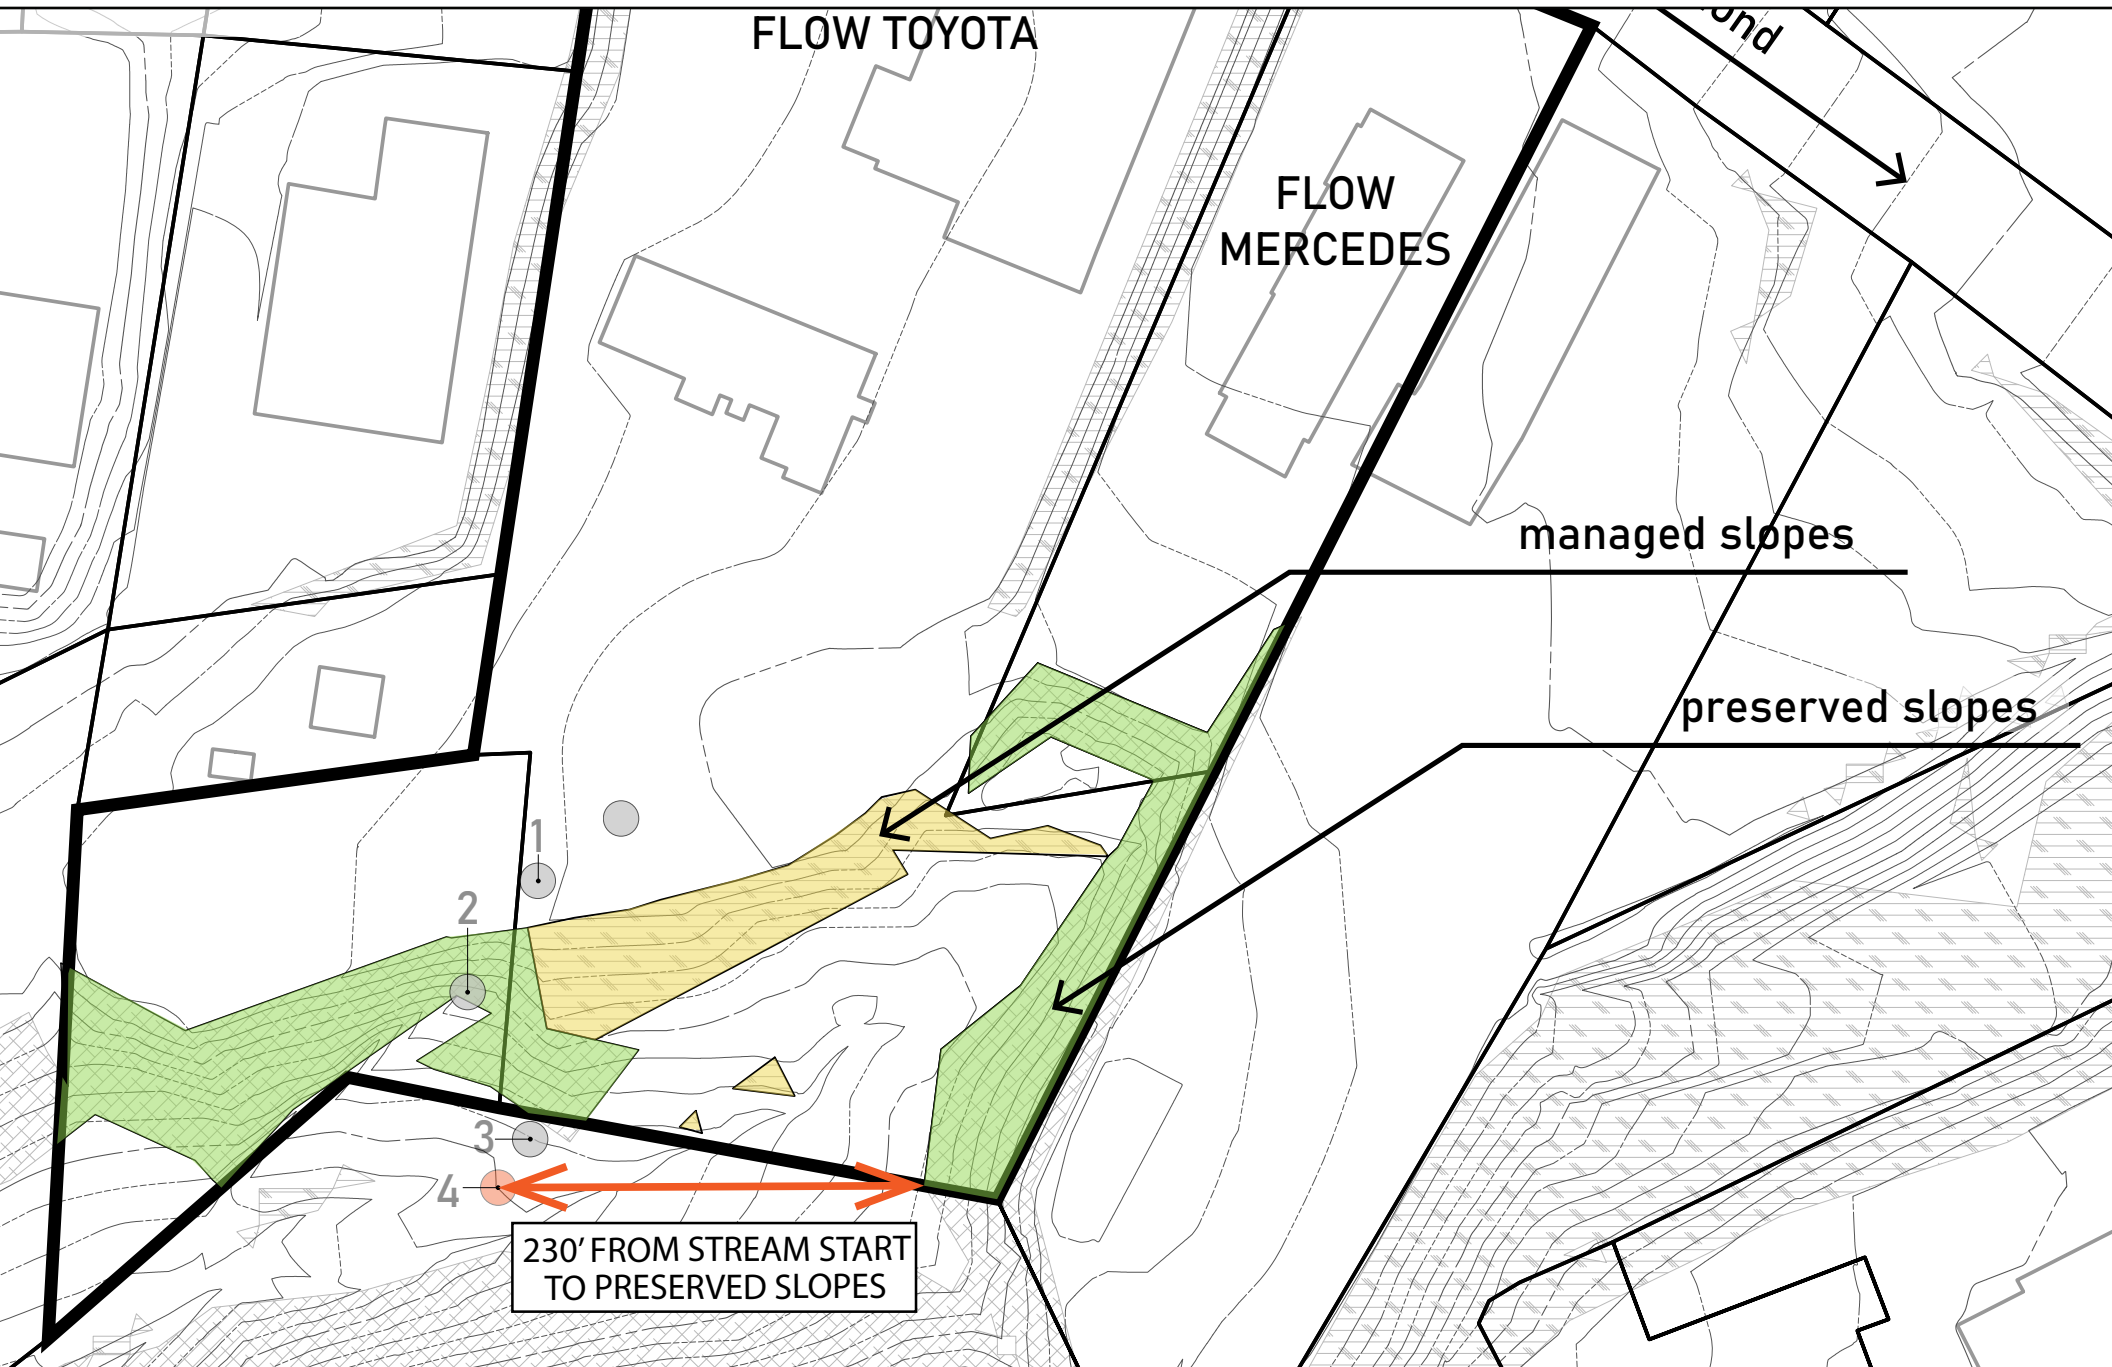 FLOW TOYOTA
FLOW
MERCEDES
managed slopes
preserved slopes
1
2
3
4
230' FROM STREAM START
TO PRESERVED SLOPES